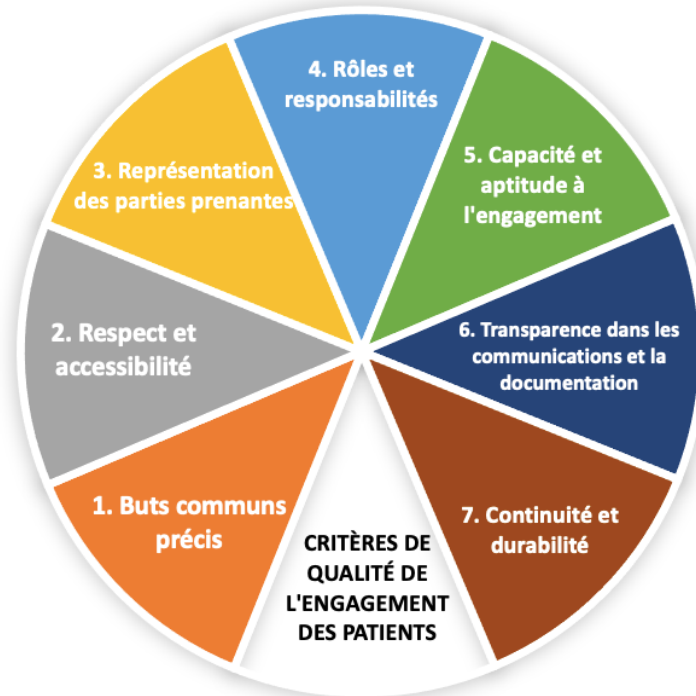 4. Rôles et
responsabilités
3. Représentation
des parties prenantes
5. Capacité et
aptitude à
l'engagement
2. Respect et
accessibilité
6. Transparence dans les
communications et la
documentation
1. Buts communs
précis
7. Continuité et
durabilité
CRITÈRES DE
QUALITÉ DE
L'ENGAGEMENT
DES PATIENTS